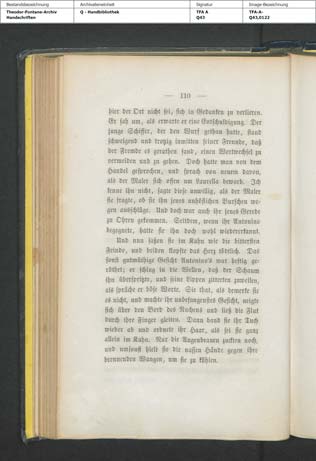 Bestandsbezeichnung
Archivalieneinheit
Signatur
Image-Bezeichnung
Theodor-Fontane-Archiv
Handschriften
Q - Handbibliothek
TFA A
Q43
TFA-A-
Q43,0122
— 110 —
hier der Ort nicht sei, sich in Gedanken zu verlieren.
Er sah um, als erwarte er eine Entschuldigung. Der
junge Schiffer, der den Wurf gethan hatte, stand
schweigend und trotzig inmitten seiner Freunde, daß
der Fremde es gerathen fand, einen Wortwechsel zu
vermeiden und zu gehen. Doch hatte man von dem
Handel gesprochen, und sprach von neuem davon,
als der Maler sich offen um Laurella bewarb. Ich
kenne ihn nicht, sagte diese unwillig, als der Maler
sie fragte, ob sie ihn jenes unhöflichen Burschen we-
gen ausschlüge. Und doch war auch ihr jenes Gerede
zu Ohren gekommen. Seitdem, wenn ihr Antonino
begegnete, hatte sie ihn doch wohl wiedererkannt.
Und nun saßen sie im Kahn wie die bittersten
Feinde, und beiden klopfte das Herz tödtlich. Das
sonst gutmüthige Gesicht Antonino's war heftig ge-
röthet; er schlug in die Wellen, daß der Schaum
ihn überspritzte, und seine Lippen zitterten zuweilen,
als spräche er böse Worte. Sie that, als bemerke sie
es nicht, und machte ihr unbefangenstes Gesicht, neigte
sich über den Bord des Nachens und ließ die Flut
durch ihre Finger gleiten. Dann band sie ihr Tuch
wieder ab und ordnete ihr Haar, als sei sie ganz
allein im Kahn. Nur die Augenbrauen zuckten noch,
und umsonst hielt sie die nassen Hände gegen ihre
brennenden Wangen, um sie zu kühlen.